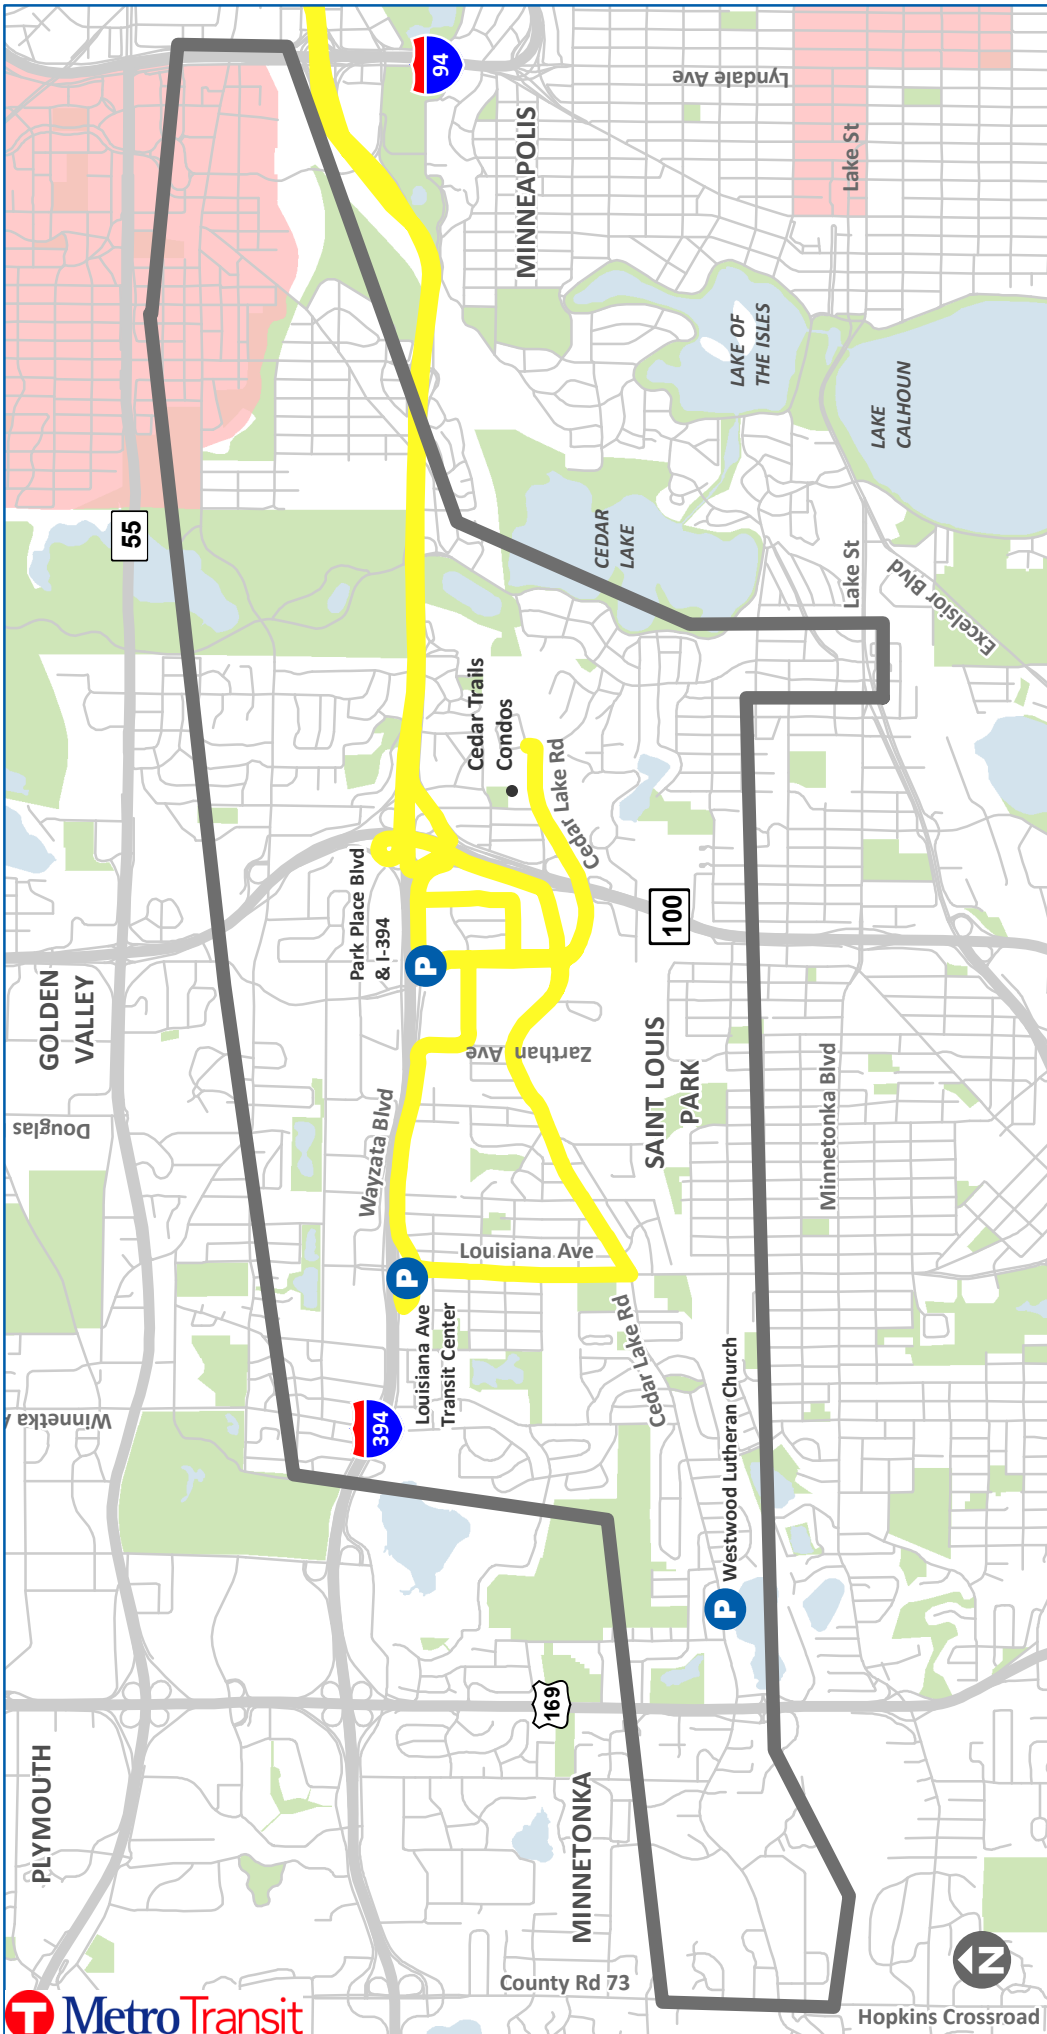 94
Lyndale Ave
MINNEAPOLIS
Lake St
LAKE OF
THE ISLES
LAKE
CALHOUN
55
CEDAR
LAKE
Lake St
Excelsior Blvd
Cedar Trails
Condos
Cedar Lake Rd
Park Place Blvd
& I-394
P
100
GOLDEN
VALLEY
Zarthan Ave
SAINT LOUIS
PARK
Minnetonka Blvd
Douglas
Wayzata Blvd
Louisiana Ave
P
Louisiana Ave
Transit Center
Cedar Lake Rd
Winnetka A
394
Westwood Lutheran Church
P
169
PLYMOUTH
MINNETONKA
County Rd 73
N
Hopkins Crossroad
T MetroTransit